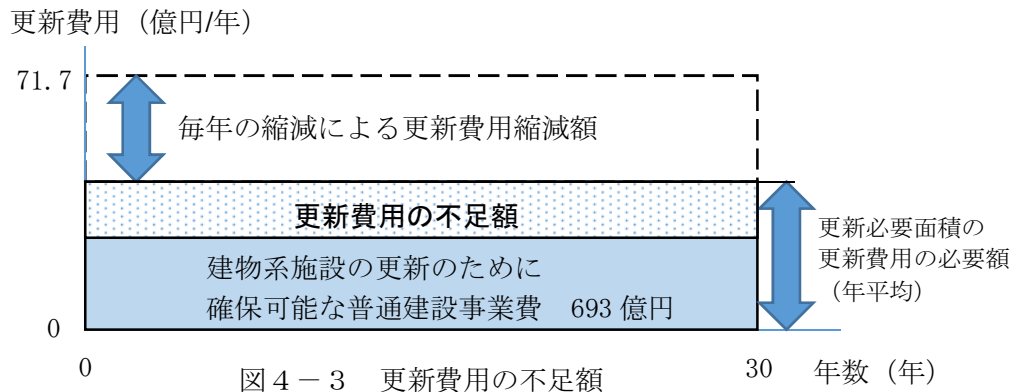 更新費用（億円/年）
71.7
毎年の縮減による更新費用縮減額
更新費用の不足額
更新必要面積の
更新費用の必要額
（年平均）
建物系施設の更新のために
確保可能な普通建設事業費　693 億円
0
0
30
年数（年）
図４－３　更新費用の不足額